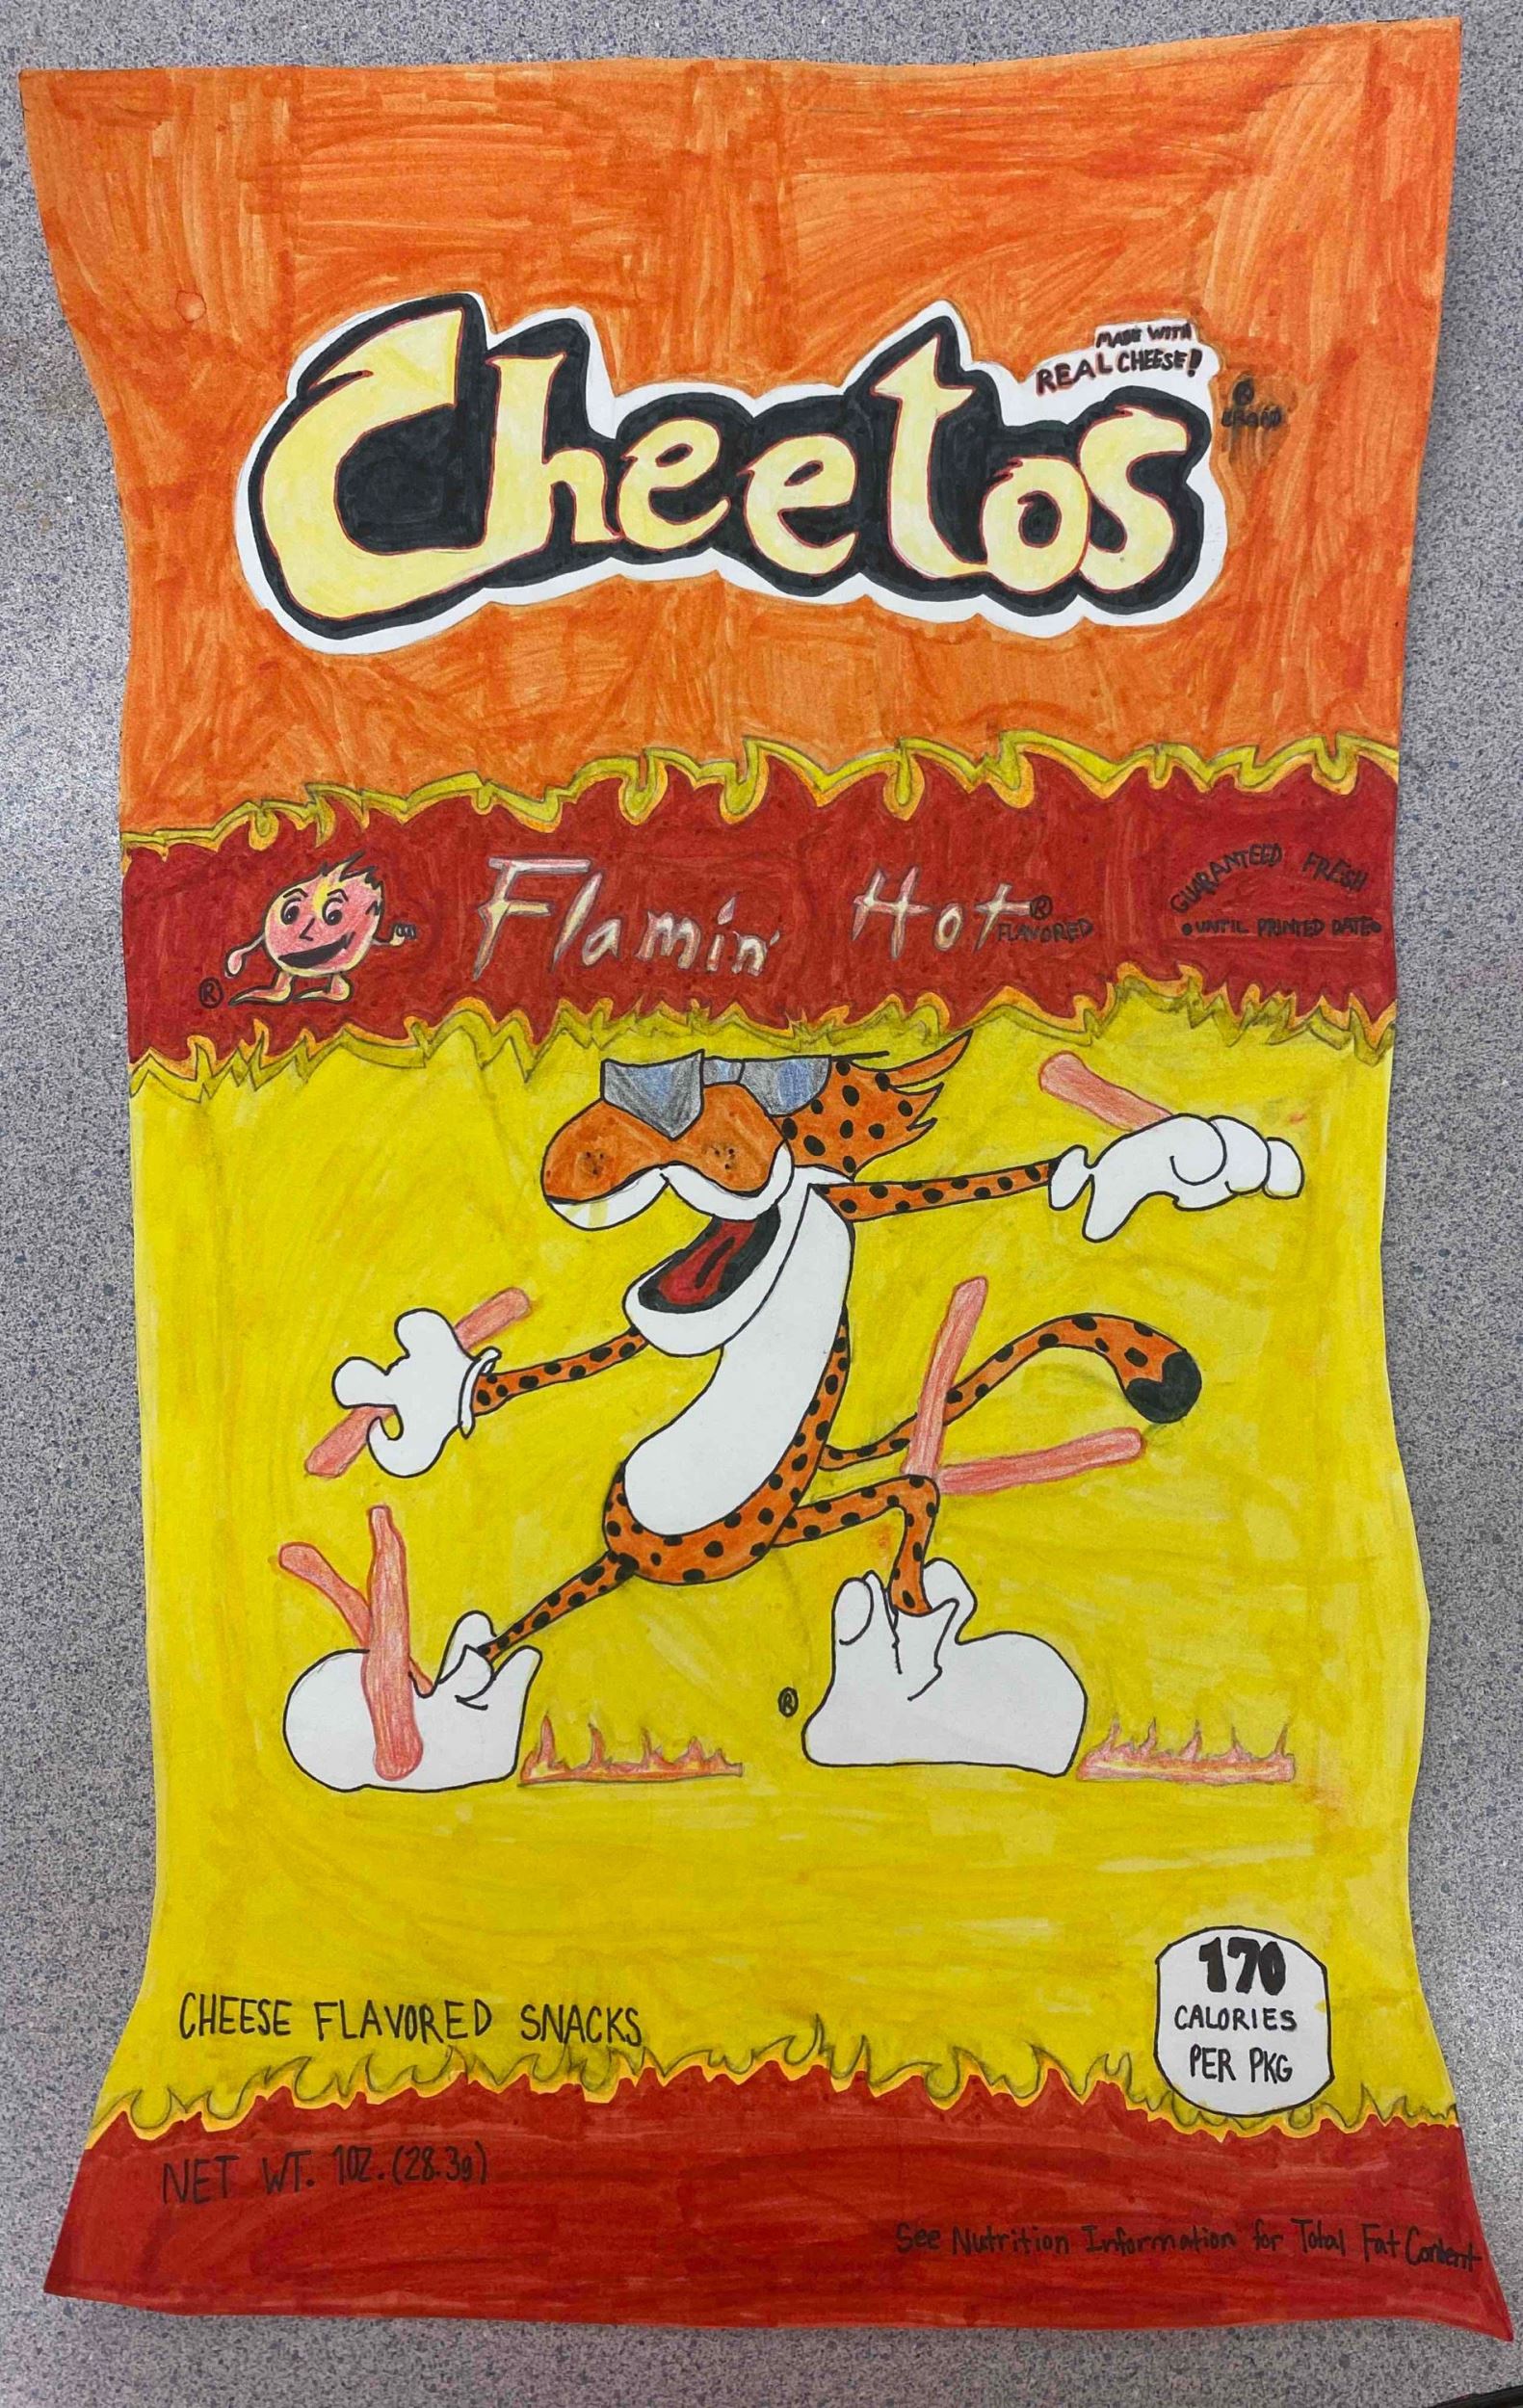 MADE WITH
REAL CHEESE!
Cheetos
Flamin' Hot®
FLAVORED
GUARANTEED FRESH
•UNTIL PRINTED DATE•
®
®
CHEESE FLAVORED SNACKS
170
CALORIES
PER PKG
NET WT. 1OZ. (28.3g)
See Nutrition Information for Total Fat Content